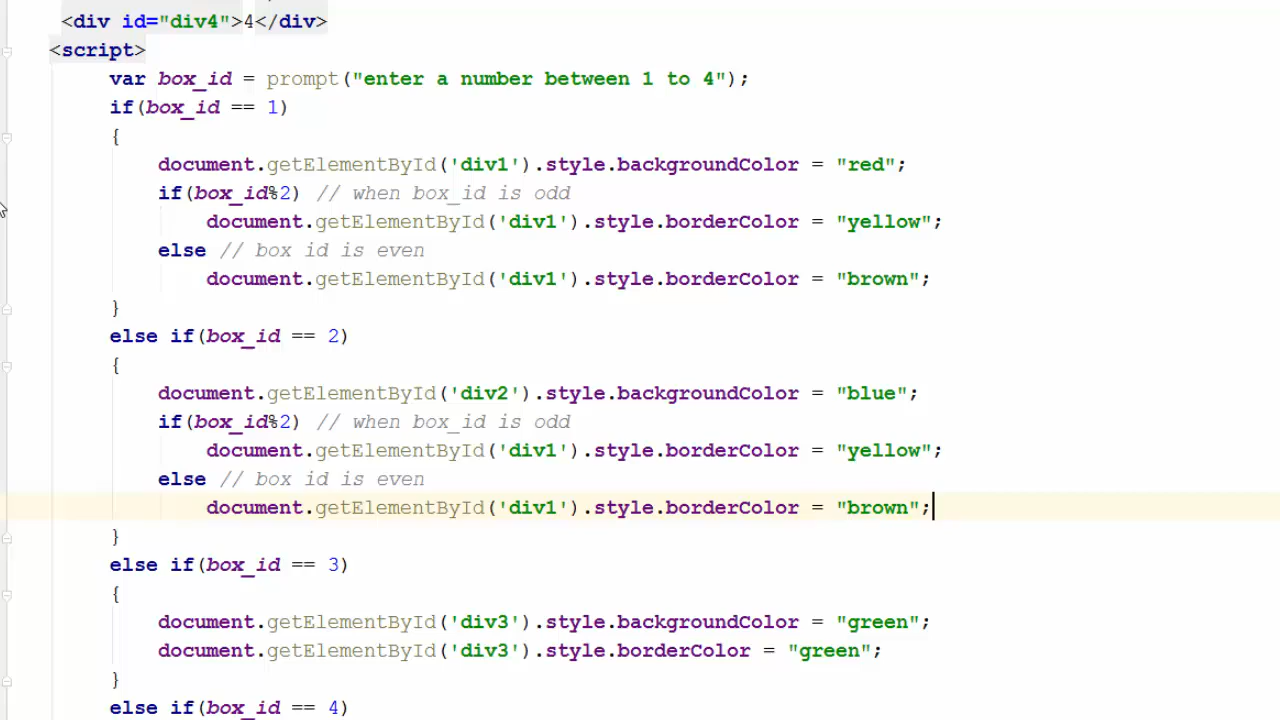 <div id="div4">4</div>
<script>
var box_id = prompt("enter a number between 1 to 4");
if(box_id == 1)
{
document.getElementById('div1').style.backgroundColor = "red";
if(box_id%2) // when box_id is odd
document.getElementById('div1').style.borderColor = "yellow";
else // box id is even
document.getElementById('div1').style.borderColor = "brown";
}
else if(box_id == 2)
{
document.getElementById('div2').style.backgroundColor = "blue";
if(box_id%2) // when box_id is odd
document.getElementById('div1').style.borderColor = "yellow";
else // box id is even
document.getElementById('div1').style.borderColor = "brown";
}
else if(box_id == 3)
{
document.getElementById('div3').style.backgroundColor = "green";
document.getElementById('div3').style.borderColor = "green";
}
else if(box_id == 4)